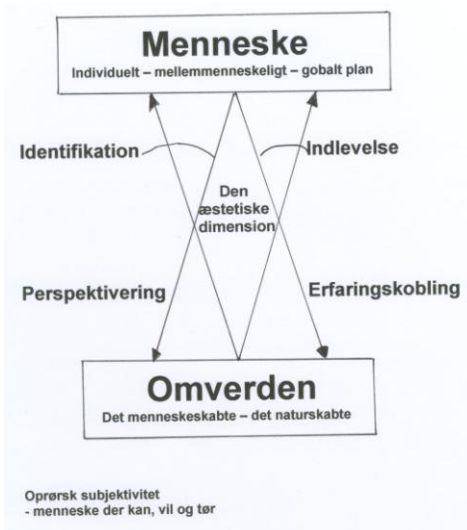 Menneske
Individuelt – mellemmenneskeligt – gobalt plan
Identifikation
Indlevelse
Den
æstetiske
dimension
Perspektivering
Erfaringskobling
Omverden
Det menneskeskabte – det naturskabte
Oprørsk subjektivitet
- menneske der kan, vil og tør